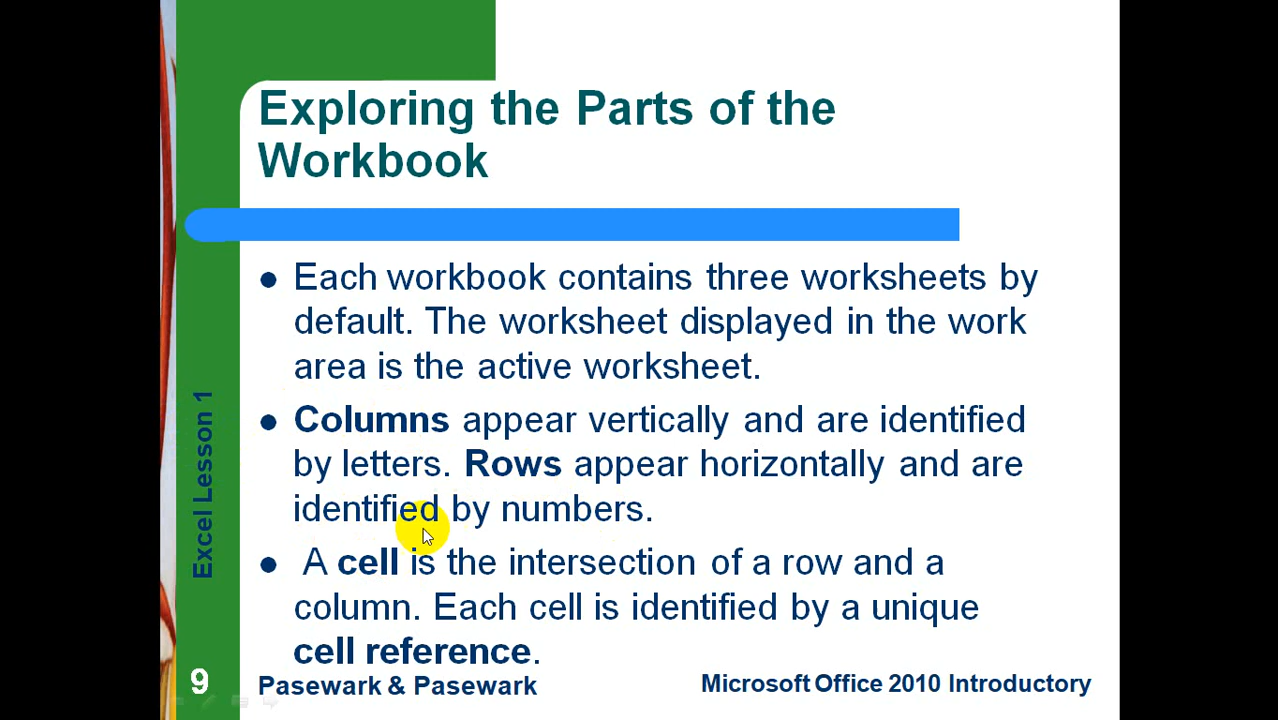 Exploring the Parts of the
Workbook
Each workbook contains three worksheets by
default. The worksheet displayed in the work
area is the active worksheet.
Columns appear vertically and are identified
by letters. Rows appear horizontally and are
identified by numbers.
A cell is the intersection of a row and a
column. Each cell is identified by a unique
cell reference.
Excel Lesson 1
9
Pasewark & Pasewark
Microsoft Office 2010 Introductory